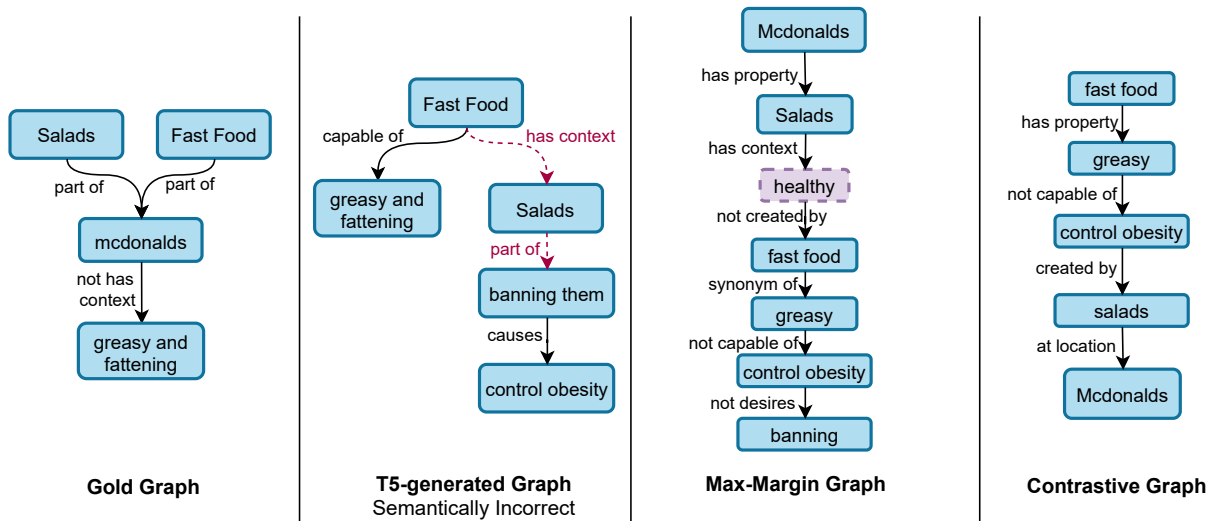 Salads
Fast Food
part of
part of
mcdonalds
not has
context
greasy and
fattening
Gold Graph
Fast Food
capable of
has context
greasy and
fattening
Salads
part of
banning them
causes
control obesity
T5-generated Graph
Semantically Incorrect
Mcdonalds
has property
Salads
has context
healthy
not created by
fast food
synonym of
greasy
not capable of
control obesity
not desires
banning
Max-Margin Graph
fast food
has property
greasy
not capable of
control obesity
created by
salads
at location
Mcdonalds
Contrastive Graph